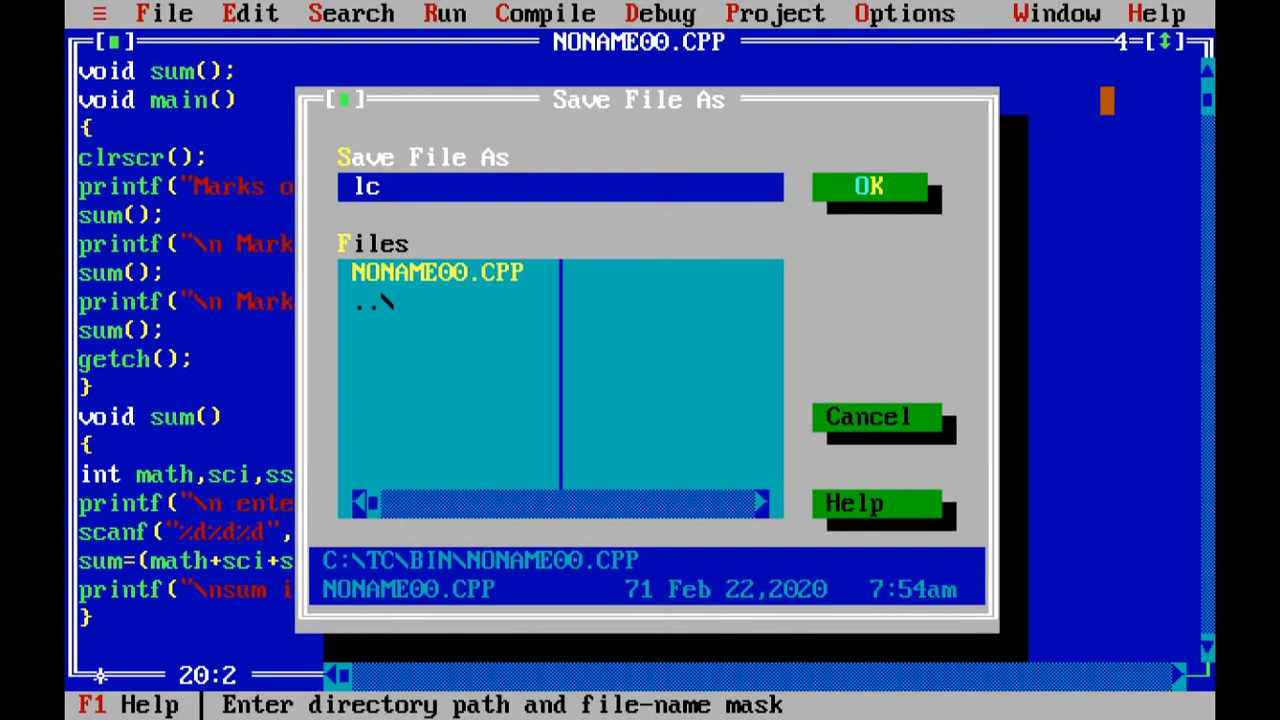 ≡ File Edit Search Run Compile Debug Project Options Window Help
[■] NONAME00.CPP 4=[↕]
void sum();
void main()
{
clrscr();
printf("Marks o
sum();
printf("\n Mark
sum();
printf("\n Mark
sum();
getch();
}
void sum()
{
int math,sci,ss
printf("\n ente
scanf("%d%d%d",
sum=(math+sci+s
printf("\nsum i
}
20:2
[■] Save File As
Save File As
lc
OK
Files
NONAME00.CPP
..\
Cancel
Help
C:\TC\BIN\NONAME00.CPP
NONAME00.CPP 71 Feb 22,2020 7:54am
F1 Help │ Enter directory path and file-name mask